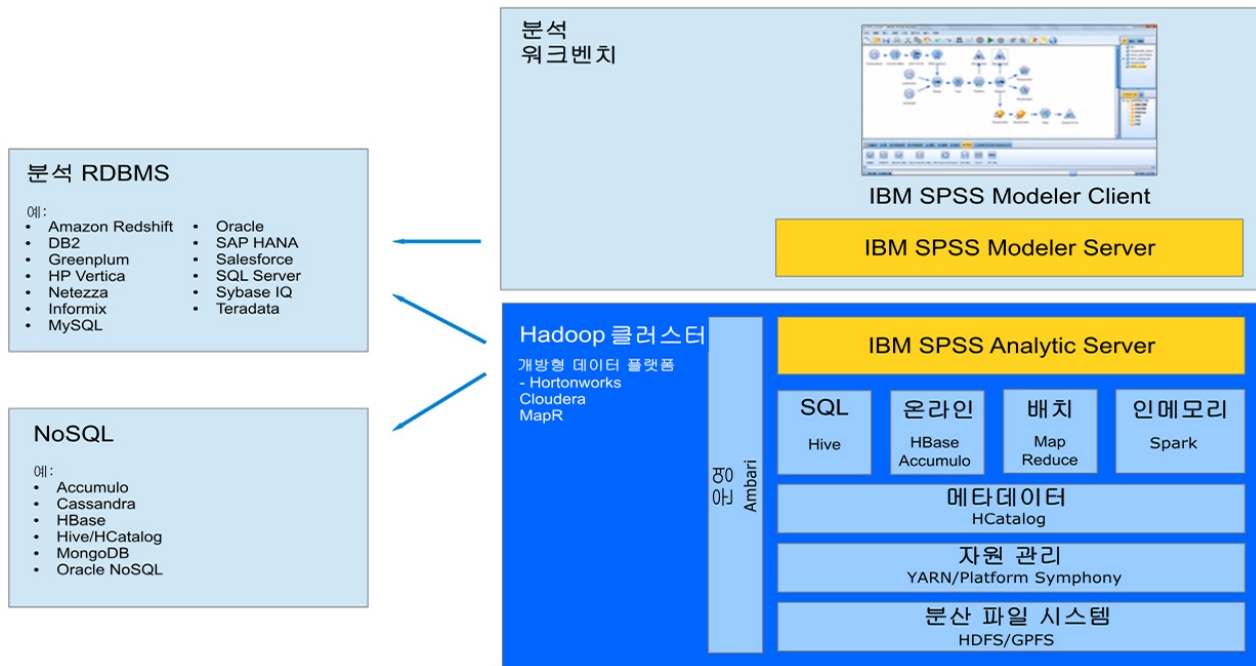 분석
워크벤치
IBM SPSS Modeler Client
IBM SPSS Modeler Server
분석 RDBMS
예:
• Amazon Redshift
• DB2
• Greenplum
• HP Vertica
• Netezza
• Informix
• MySQL
• Oracle
• SAP HANA
• Salesforce
• SQL Server
• Sybase IQ
• Teradata
NoSQL
예:
• Accumulo
• Cassandra
• HBase
• Hive/HCatalog
• MongoDB
• Oracle NoSQL
Hadoop 클러스터
개방형 데이터 플랫폼
- Hortonworks
Cloudera
MapR
운영
Ambari
IBM SPSS Analytic Server
SQL
Hive
온라인
HBase
Accumulo
배치
Map
Reduce
인메모리
Spark
메타데이터
HCatalog
자원 관리
YARN/Platform Symphony
분산 파일 시스템
HDFS/GPFS